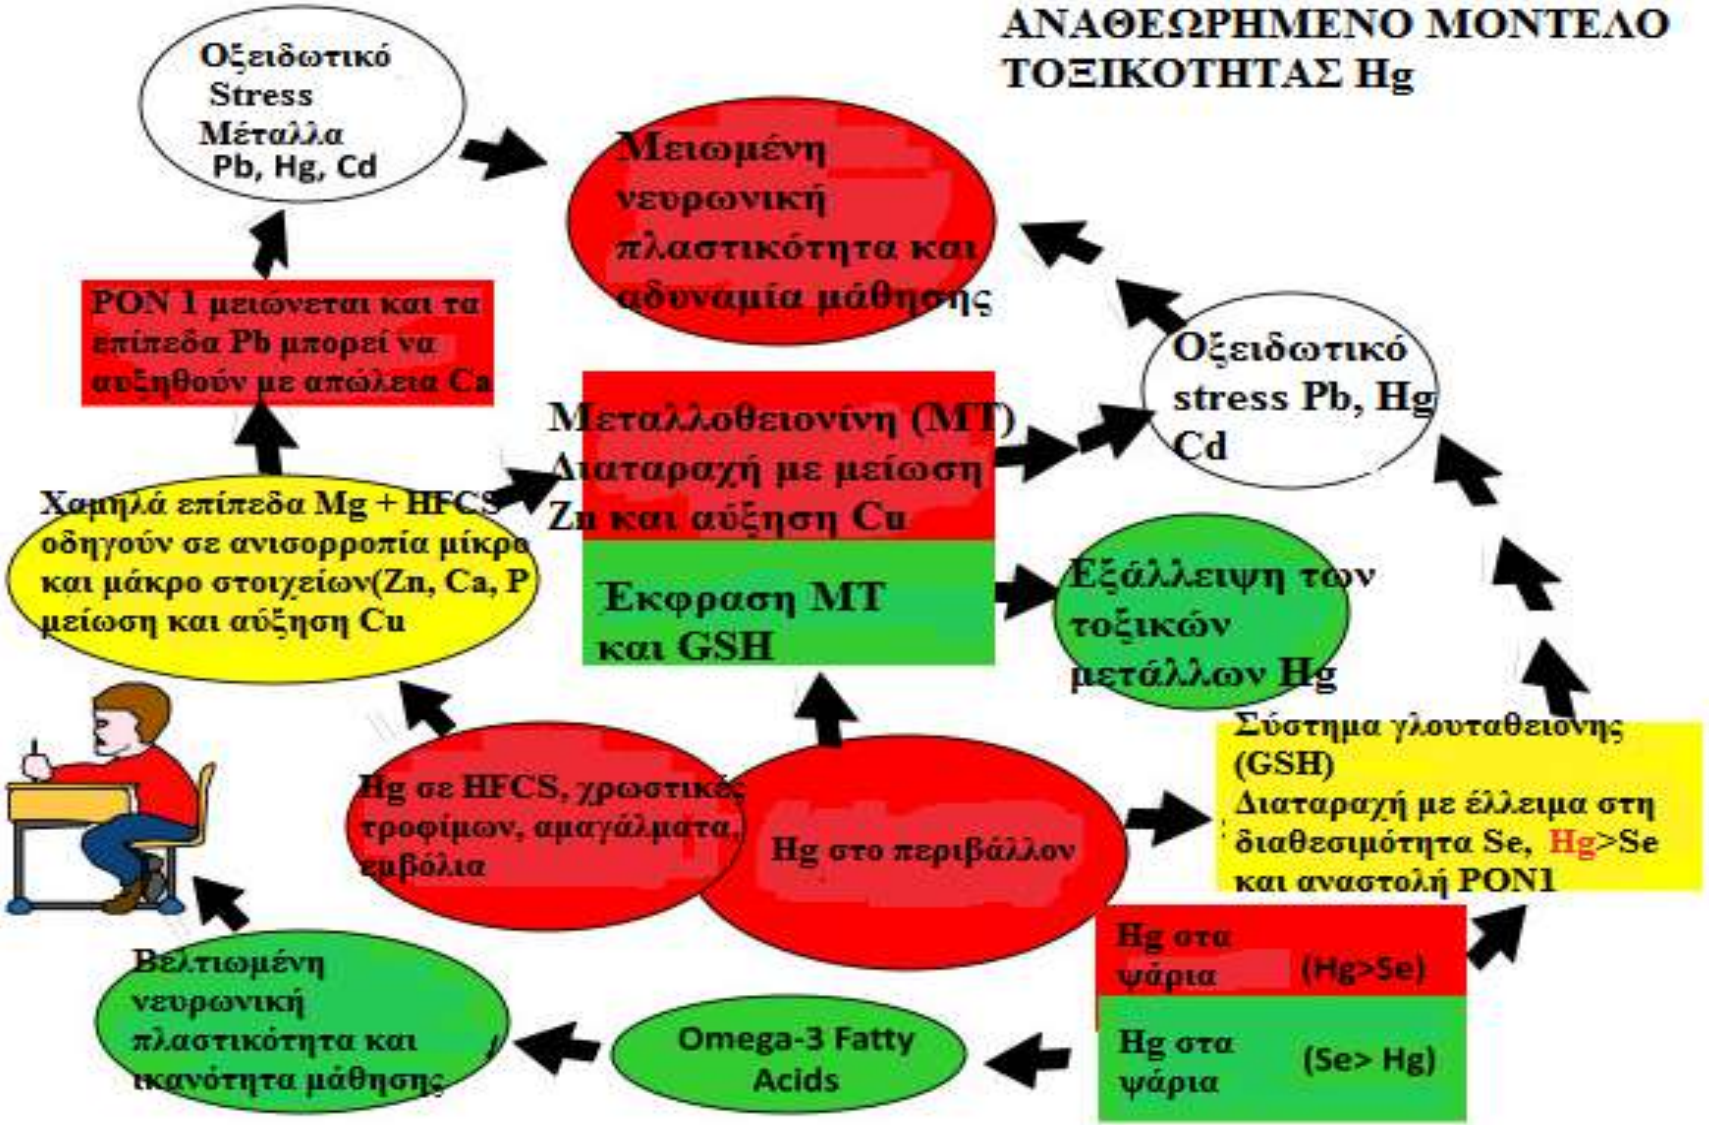 ΑΝΑΘΕΩΡΗΜΕΝΟ ΜΟΝΤΕΛΟ
ΤΟΞΙΚΟΤΗΤΑΣ Hg
Οξειδωτικό
Stress
Μέταλλα
Pb, Hg, Cd
Μειωμένη
νευρωνική
πλαστικότητα και
αδυναμία μάθησης
PON 1 μειώνεται και τα
επίπεδα Pb μπορεί να
αυξηθούν με απώλεια Ca
Οξειδωτικό
stress Pb, Hg
Cd
Μεταλλοθειονίνη (MT)
Διαταραχή με μείωση
Zn και αύξηση Cu
Χαμηλά επίπεδα Mg + HFCS
οδηγούν σε ανισορροπία μίκρο
και μάκρο στοιχείων(Zn, Ca, P
μείωση και αύξηση Cu
Έκφραση MT
και GSH
Εξάλλειψη των
τοξικών
μετάλλων Hg
Σύστημα γλουταθειόνης
(GSH)
Διαταραχή με έλλειμα στη
διαθεσιμότητα Se, Hg>Se
και αναστολή PON1
Hg σε HFCS, χρωστικές
τροφίμων, αμαγάλματα,
εμβόλια
Hg στο περιβάλλον
Hg στα
ψάρια
(Hg>Se)
Hg στα
ψάρια
(Se> Hg)
Omega-3 Fatty
Acids
Βελτιωμένη
νευρωνική
πλαστικότητα και
ικανότητα μάθησης